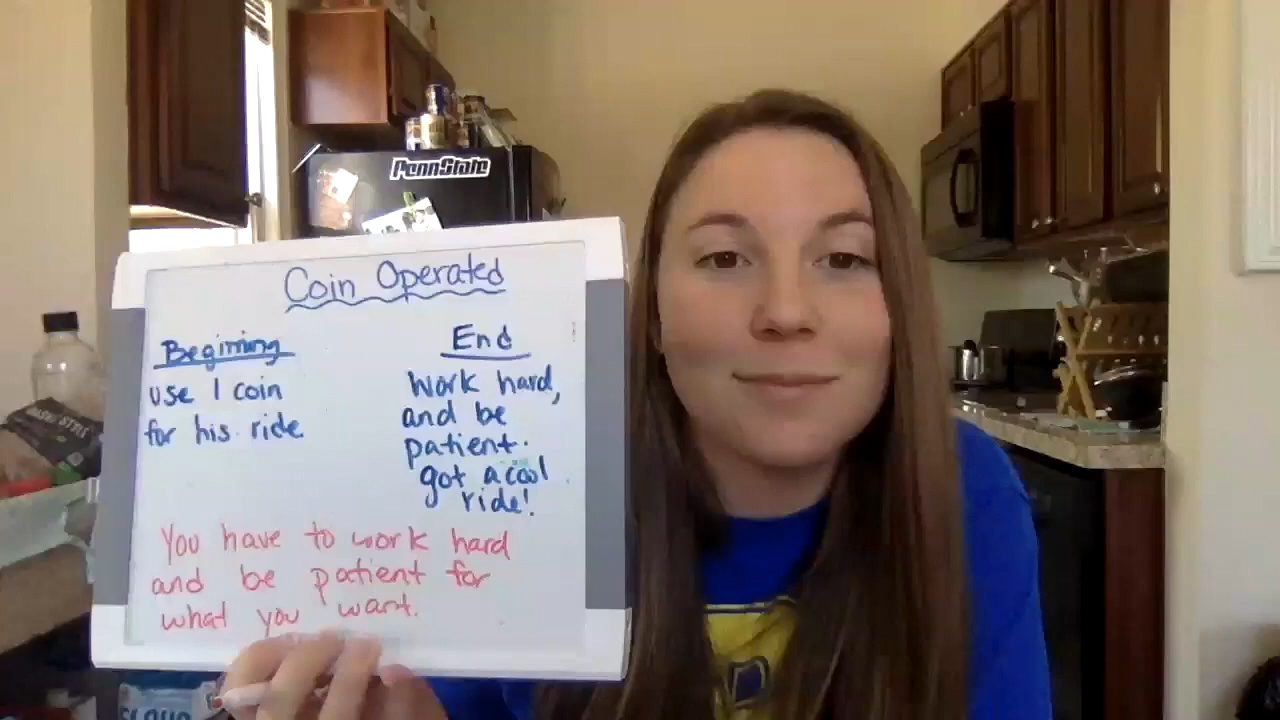 PennState
Coin Operated
Begining
use 1 coin
for his ride
End
Work hard,
and be
patient.
got a cool
ride!
You have to work hard
and be patient for
what you want.
FLOUR